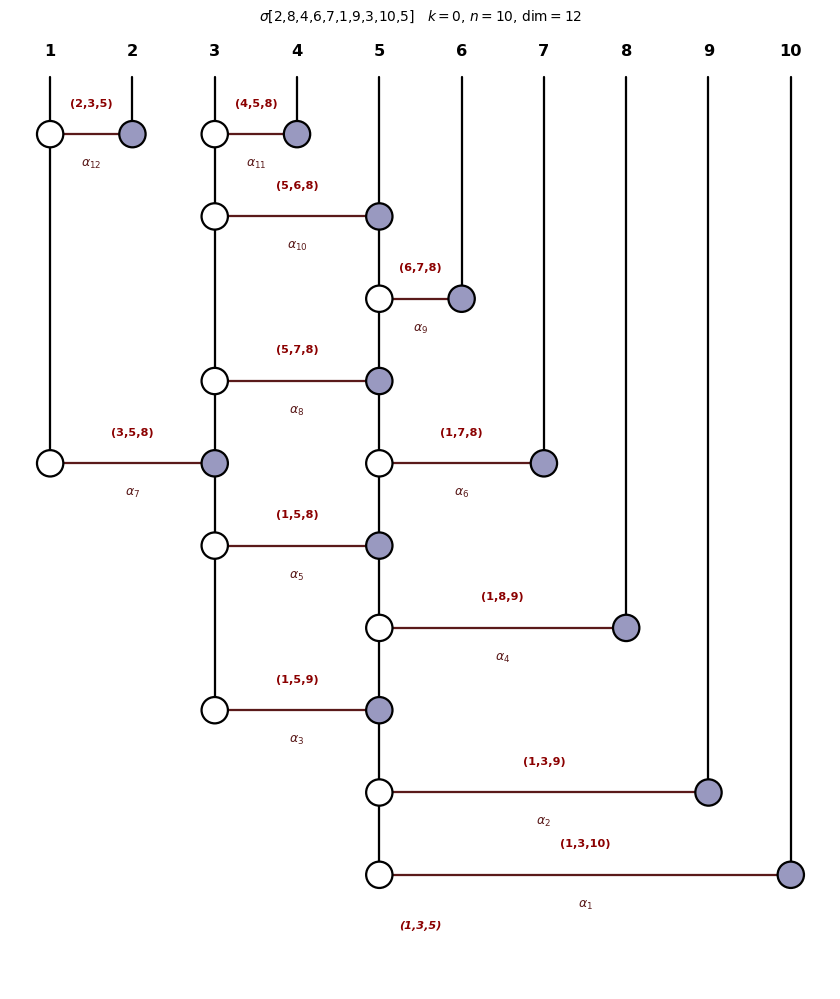 σ[2,8,4,6,7,1,9,3,10,5]   k=0, n=10, dim=12
1 2 3 4 5 6 7 8 9 10
(2,3,5) (4,5,8)
α₁₂ α₁₁
(5,6,8)
α₁₀
(6,7,8)
α₉
(5,7,8)
α₈
(3,5,8) (1,7,8)
α₇ α₆
(1,5,8)
α₅
(1,8,9)
α₄
(1,5,9)
α₃
(1,3,9)
α₂
(1,3,10)
α₁
(1,3,5)